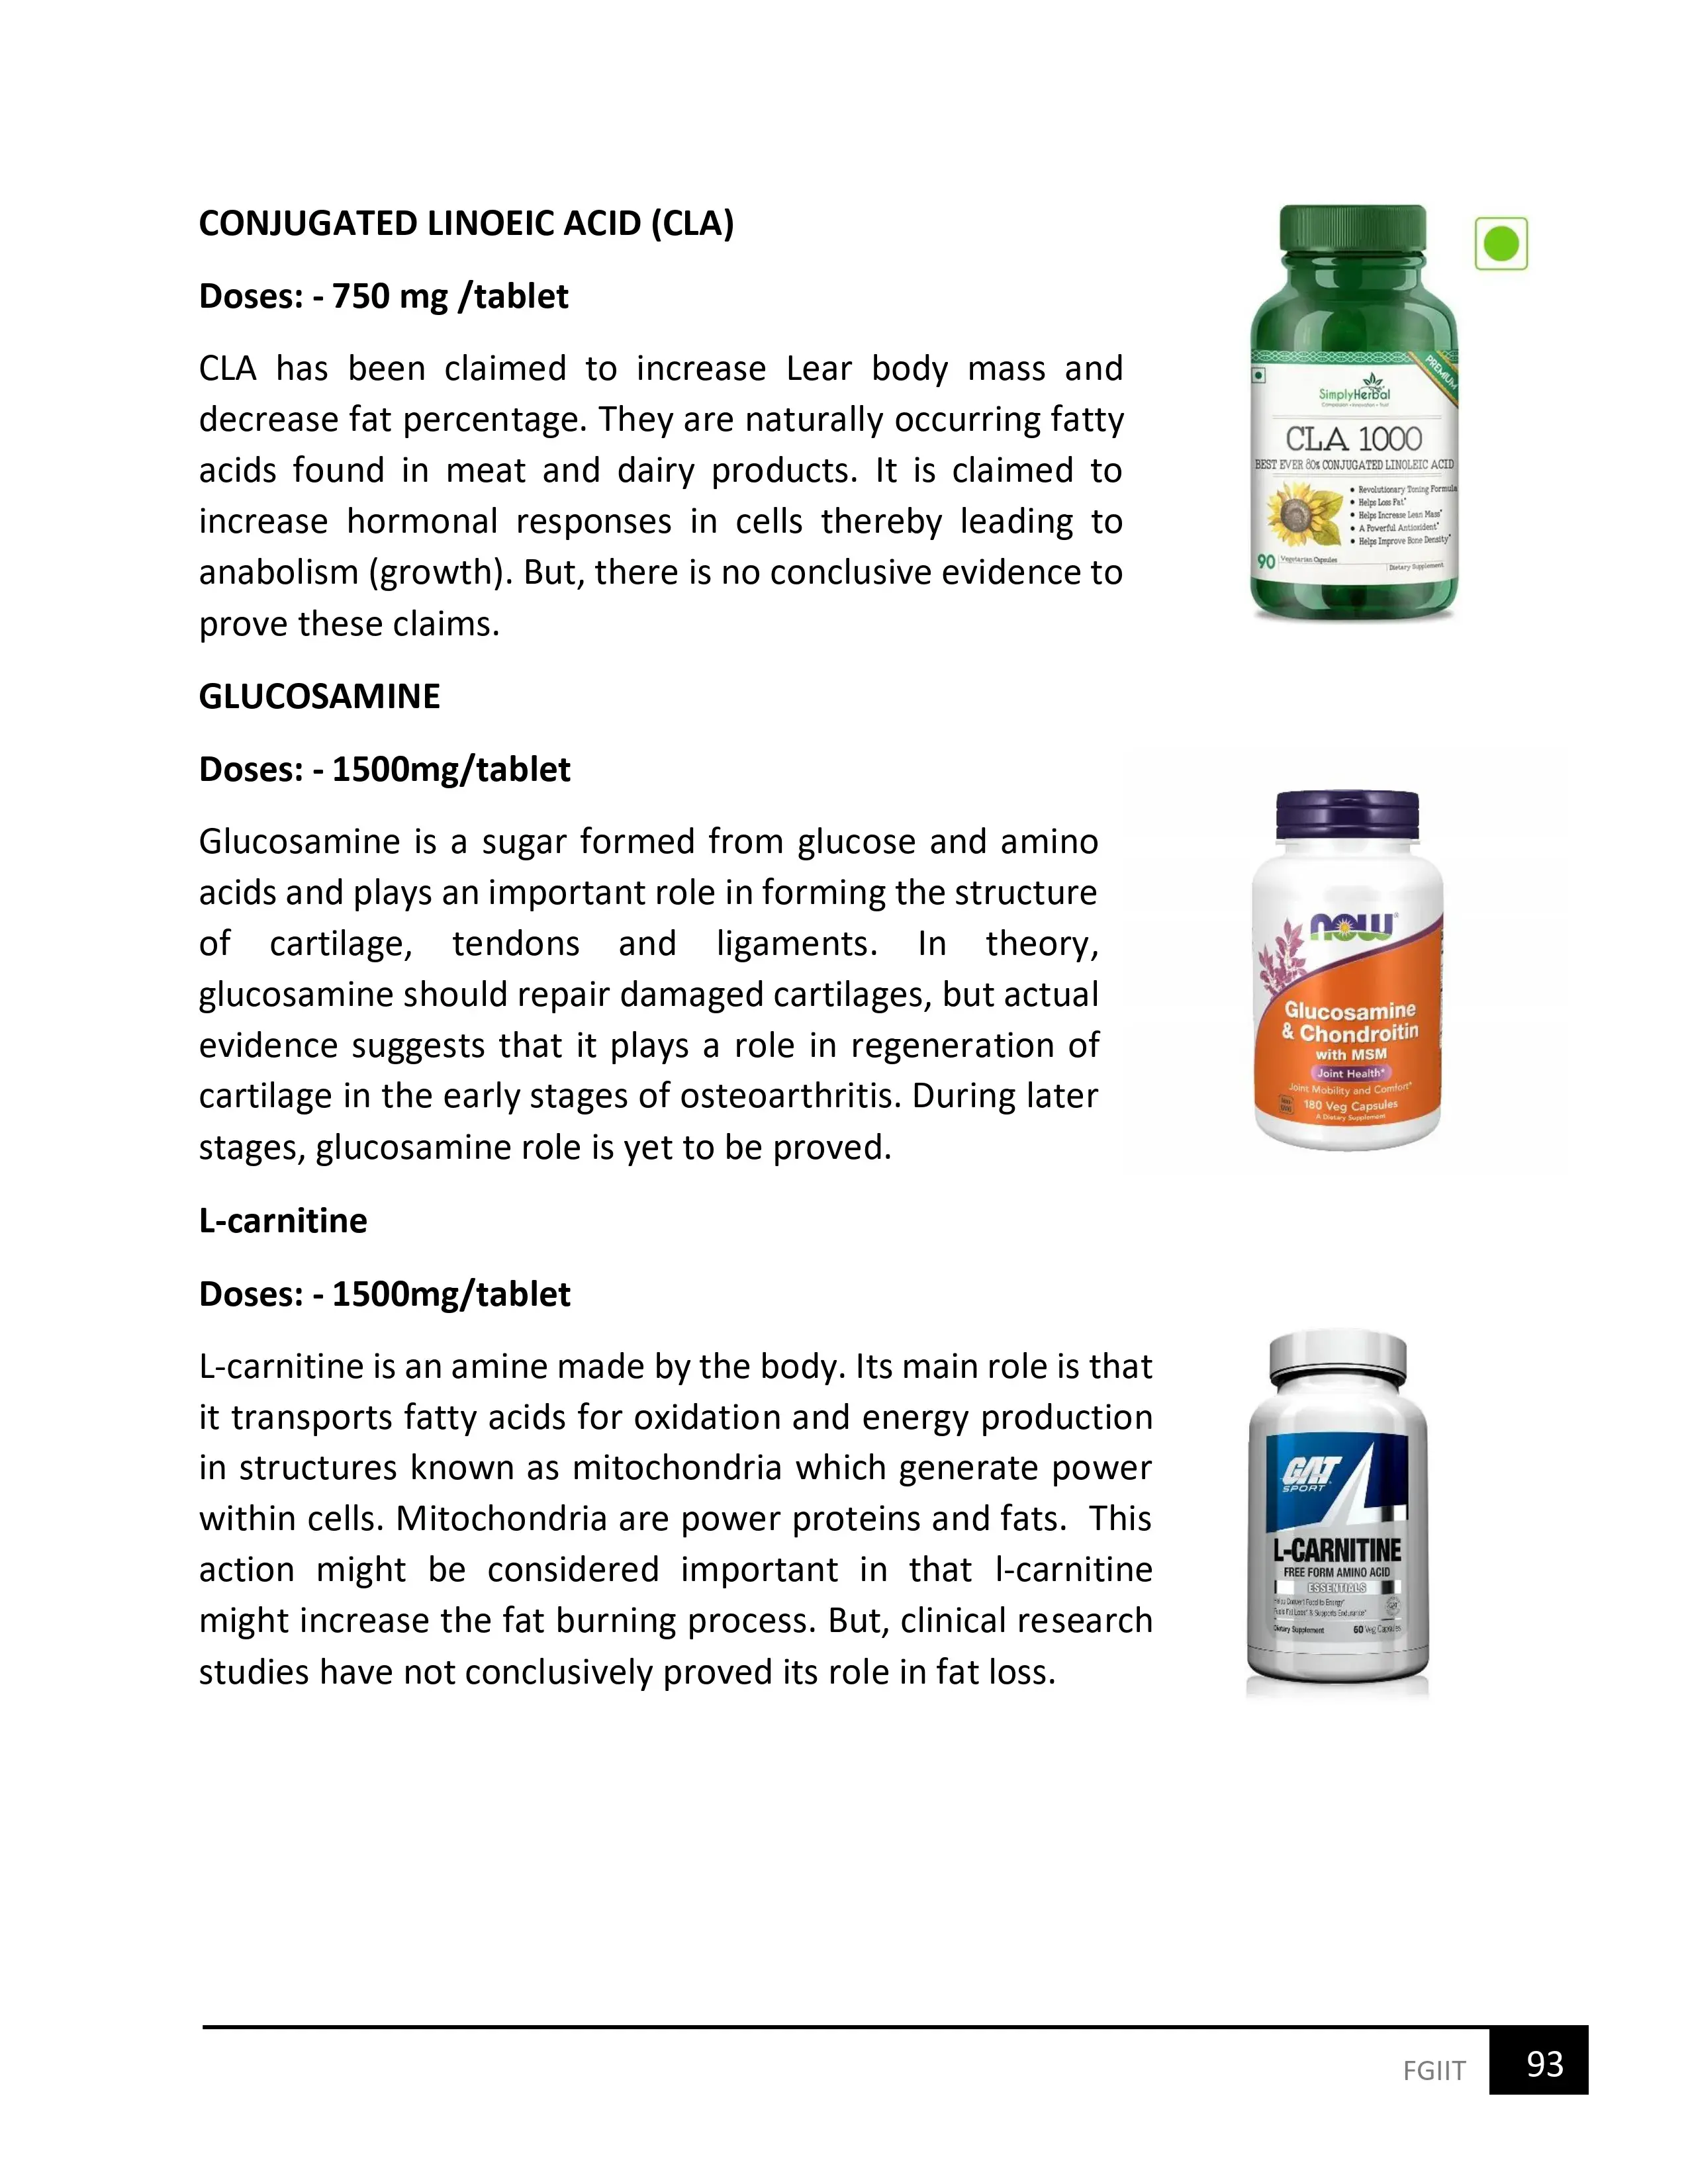 CONJUGATED LINOEIC ACID (CLA)
Doses: - 750 mg /tablet
CLA has been claimed to increase Lear body mass and
decrease fat percentage. They are naturally occurring fatty
acids found in meat and dairy products. It is claimed to
increase hormonal responses in cells thereby leading to
anabolism (growth). But, there is no conclusive evidence to
prove these claims.
PREMIUM
SimplyHerbal
CLA 1000
BEST EVER 80% CONJUGATED LINOLEIC ACID
• Revolutionary Toning Formula
• Helps Loss Fat*
• Helps Increase Lean Mass*
• A Powerful Antioxident*
• Helps Improve Bone Density*
90 Vegetarian Capsules
Dietary Supplement
GLUCOSAMINE
Doses: - 1500mg/tablet
Glucosamine is a sugar formed from glucose and amino
acids and plays an important role in forming the structure
of cartilage, tendons and ligaments. In theory,
glucosamine should repair damaged cartilages, but actual
evidence suggests that it plays a role in regeneration of
cartilage in the early stages of osteoarthritis. During later
stages, glucosamine role is yet to be proved.
now®
Glucosamine
& Chondroitin
with MSM
Joint Health*
Joint Mobility and Comfort*
180 Veg Capsules
A Dietary Supplement
L-carnitine
Doses: - 1500mg/tablet
L-carnitine is an amine made by the body. Its main role is that
it transports fatty acids for oxidation and energy production
in structures known as mitochondria which generate power
within cells. Mitochondria are power proteins and fats.  This
action might be considered important in that l-carnitine
might increase the fat burning process. But, clinical research
studies have not conclusively proved its role in fat loss.
GAT
SPORT
L-CARNITINE
FREE FORM AMINO ACID
ESSENTIALS
Convert Food to Energy*
Fat Loss* & Supports Endurance*
Dietary Supplement 60 Veg Capsules
FGIIT 93